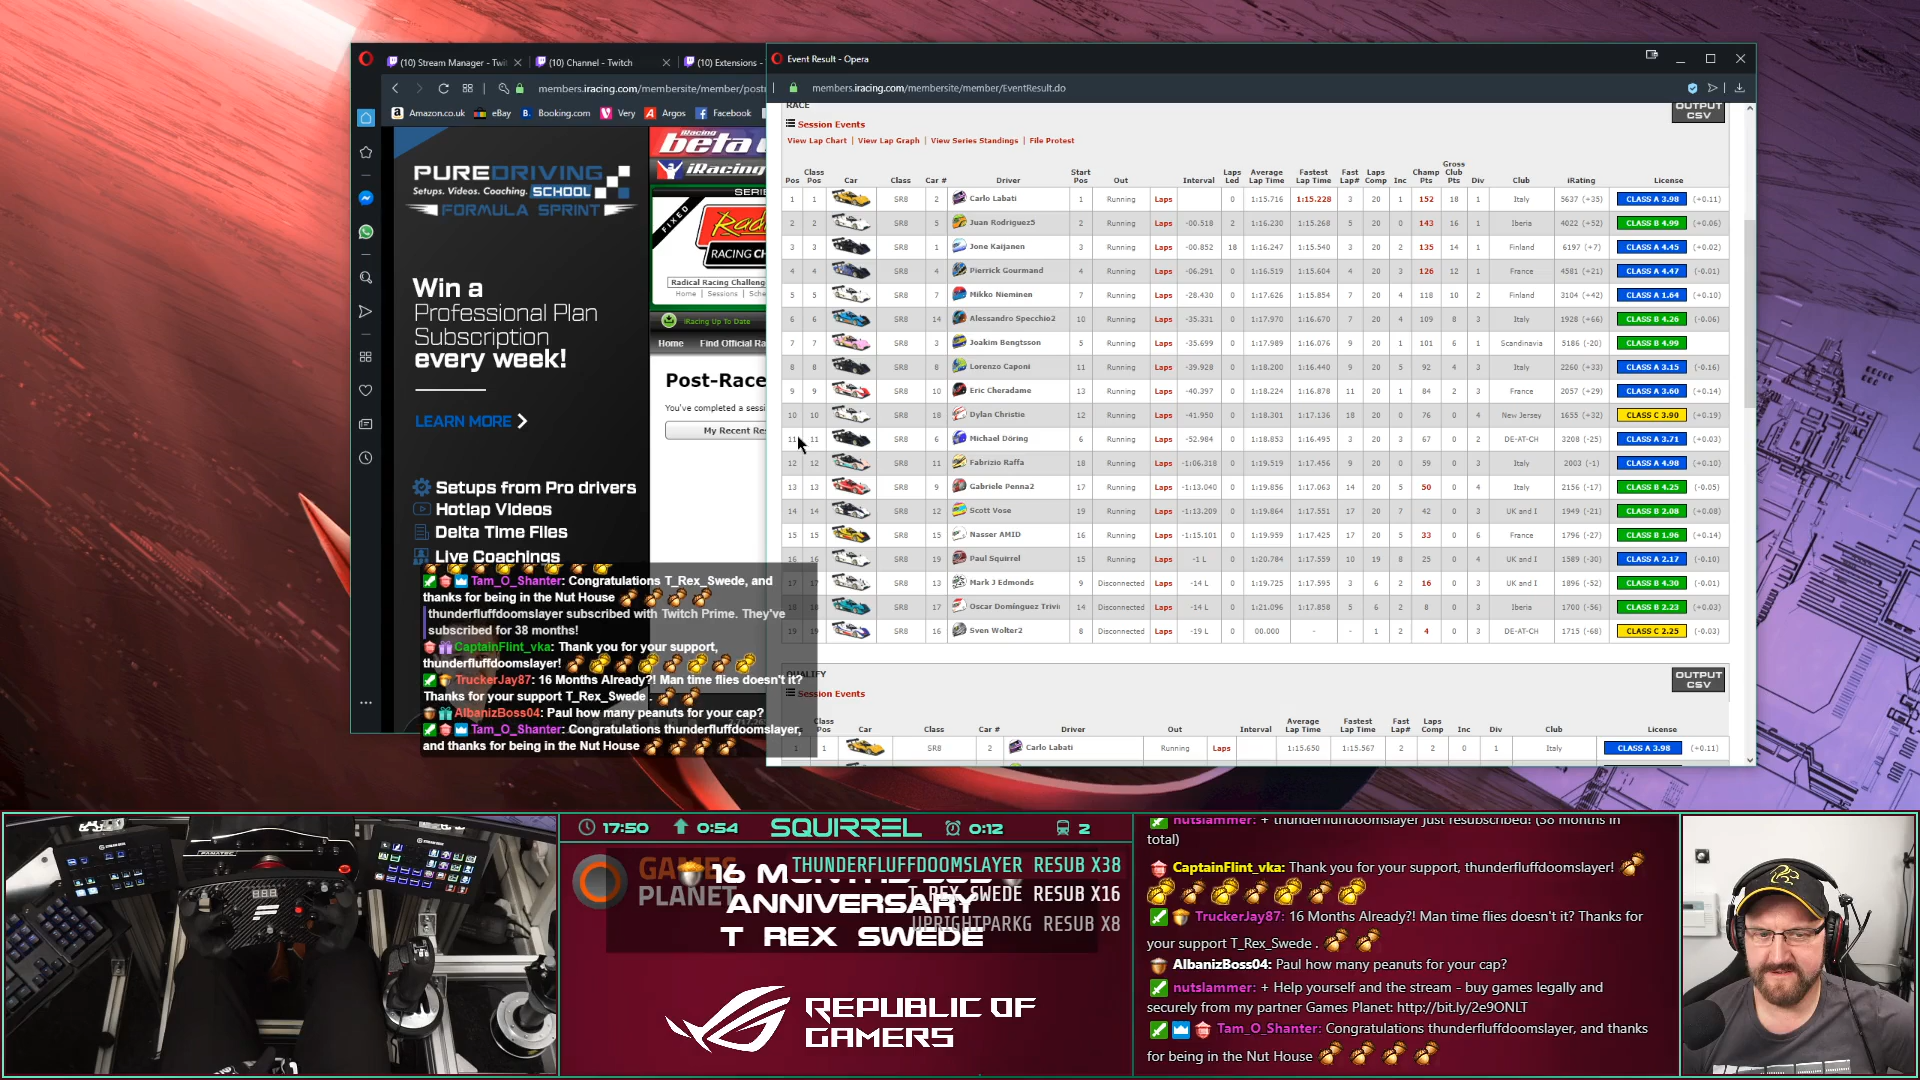 (10) Stream Manager - Twit
(10) Channel - Twitch
(10) Extensions -
Event Result - Opera
members.iracing.com/membersite/member/postr
members.iracing.com/membersite/member/EventResult.do
Amazon.co.uk eBay Booking.com Very Argos Facebook
PUREDRIVING
Setups. Videos. Coaching. SCHOOL
FORMULA SPRINT
Win a
Professional Plan
Subscription
every week!
LEARN MORE
Setups from Pro drivers
Hotlap Videos
Delta Time Files
Live Coachings
iRacing
beta
iRacing
SERIE
FIXED
RACING CH
Radical Racing Challeng
Home | Sessions | Sche
iRacing Up To Date
Home Find Official Ra
Post-Race
You've completed a sessi
My Recent Re
RACE
OUTPUT CSV
Session Events
View Lap Chart | View Lap Graph | View Series Standings | File Protest
Pos Class Pos Car Class Car # Driver Start Pos Out Interval Laps Led Average Lap Time Fastest Lap Time Fast Lap# Laps Comp Inc Champ Pts Gross Club Pts Div Club iRating License
1 1 SR8 2 Carlo Labati 1 Running Laps 0 1:15.716 1:15.228 3 20 1 152 18 1 Italy 5637 (+35) CLASS A 3.98 (+0.11)
2 2 SR8 5 Juan Rodriguez5 2 Running Laps -00.518 2 1:16.230 1:15.268 5 20 0 143 16 1 Iberia 4022 (+52) CLASS B 4.99 (+0.06)
3 3 SR8 1 Jone Kaijanen 3 Running Laps -00.852 18 1:16.247 1:15.540 3 20 2 135 14 1 Finland 6197 (+7) CLASS A 4.45 (+0.02)
4 4 SR8 4 Pierrick Gourmand 4 Running Laps -06.291 0 1:16.519 1:15.604 4 20 3 126 12 1 France 4581 (+21) CLASS A 4.47 (-0.01)
5 5 SR8 7 Mikko Nieminen 7 Running Laps -28.430 0 1:17.626 1:15.854 7 20 4 118 10 2 Finland 3104 (+42) CLASS A 1.64 (+0.10)
6 6 SR8 14 Alessandro Specchio2 10 Running Laps -35.331 0 1:17.970 1:16.670 7 20 4 109 8 3 Italy 1928 (+66) CLASS B 4.26 (-0.06)
7 7 SR8 3 Joakim Bengtsson 5 Running Laps -35.699 0 1:17.989 1:16.076 9 20 1 101 6 1 Scandinavia 5186 (-20) CLASS B 4.99
8 8 SR8 8 Lorenzo Caponi 11 Running Laps -39.928 0 1:18.200 1:16.440 9 20 5 92 4 3 Italy 2260 (+33) CLASS A 3.15 (-0.16)
9 9 SR8 10 Eric Cheradame 13 Running Laps -40.397 0 1:18.224 1:16.878 11 20 1 84 2 3 France 2057 (+29) CLASS A 3.60 (+0.14)
10 10 SR8 18 Dylan Christie 12 Running Laps -41.950 0 1:18.301 1:17.136 18 20 0 76 0 4 New Jersey 1655 (+32) CLASS C 3.90 (+0.19)
11 11 SR8 6 Michael Döring 6 Running Laps -52.984 0 1:18.853 1:16.495 3 20 3 67 0 2 DE-AT-CH 3208 (-25) CLASS A 3.71 (+0.03)
12 12 SR8 11 Fabrizio Raffa 18 Running Laps -1:06.318 0 1:19.519 1:17.456 9 20 0 59 0 3 Italy 2003 (-1) CLASS A 4.98 (+0.10)
13 13 SR8 9 Gabriele Penna2 17 Running Laps -1:13.040 0 1:19.856 1:17.063 14 20 5 50 0 4 Italy 2156 (-17) CLASS B 4.25 (-0.05)
14 14 SR8 12 Scott Vose 19 Running Laps -1:13.209 0 1:19.864 1:17.551 17 20 7 42 0 3 UK and I 1949 (-21) CLASS B 2.08 (+0.08)
15 15 SR8 15 Nasser AMID 16 Running Laps -1:15.101 0 1:19.959 1:17.425 17 20 5 33 0 6 France 1796 (-27) CLASS B 1.96 (+0.14)
16 16 SR8 19 Paul Squirrel 15 Running Laps -1 L 0 1:20.784 1:17.559 10 19 8 25 0 4 UK and I 1589 (-30) CLASS A 2.17 (-0.10)
17 17 SR8 13 Mark J Edmonds 9 Disconnected Laps -14 L 0 1:19.725 1:17.595 3 6 2 16 0 3 UK and I 1896 (-52) CLASS B 4.30 (-0.01)
18 18 SR8 17 Oscar Domínguez Trivi 14 Disconnected Laps -14 L 0 1:21.096 1:17.858 5 6 2 8 0 3 Iberia 1700 (-56) CLASS B 2.23 (+0.03)
19 19 SR8 16 Sven Wolter2 8 Disconnected Laps -19 L 0 00.000 - - 1 2 4 0 3 DE-AT-CH 1715 (-68) CLASS C 2.25 (-0.03)
QUALIFY
OUTPUT CSV
Session Events
Class Pos Car Class Car # Driver Out Interval Average Lap Time Fastest Lap Time Fast Lap# Laps Comp Inc Div Club License
1 1 SR8 2 Carlo Labati Running Laps 1:15.650 1:15.567 2 2 0 1 Italy CLASS A 3.98 (+0.11)
Tam_O_Shanter: Congratulations T_Rex_Swede, and
thanks for being in the Nut House
thunderfluffdoomslayer subscribed with Twitch Prime. They've
subscribed for 38 months!
CaptainFlint_vka: Thank you for your support,
thunderfluffdoomslayer!
TruckerJay87: 16 Months Already?! Man time flies doesn't it?
Thanks for your support T_Rex_Swede .
AlbanizBoss04: Paul how many peanuts for your cap?
Tam_O_Shanter: Congratulations thunderfluffdoomslayer,
and thanks for being in the Nut House
17:50 0:54 SQUIRREL 0:12 2
GAMES
PLANET
16 MONTHS SUB
ANNIVERSARY
T REX SWEDE
THUNDERFLUFFDOOMSLAYER RESUB X38
T_REX_SWEDE RESUB X16
UPRIGHTPARKG RESUB X8
REPUBLIC OF
GAMERS
FANATEC
nutslammer: + thunderfluffdoomslayer just resubscribed! (38 months in
total)
CaptainFlint_vka: Thank you for your support, thunderfluffdoomslayer!
TruckerJay87: 16 Months Already?! Man time flies doesn't it? Thanks for
your support T_Rex_Swede .
AlbanizBoss04: Paul how many peanuts for your cap?
nutslammer: + Help yourself and the stream - buy games legally and
securely from my partner Games Planet: http://bit.ly/2e9ONLT
Tam_O_Shanter: Congratulations thunderfluffdoomslayer, and thanks
for being in the Nut House